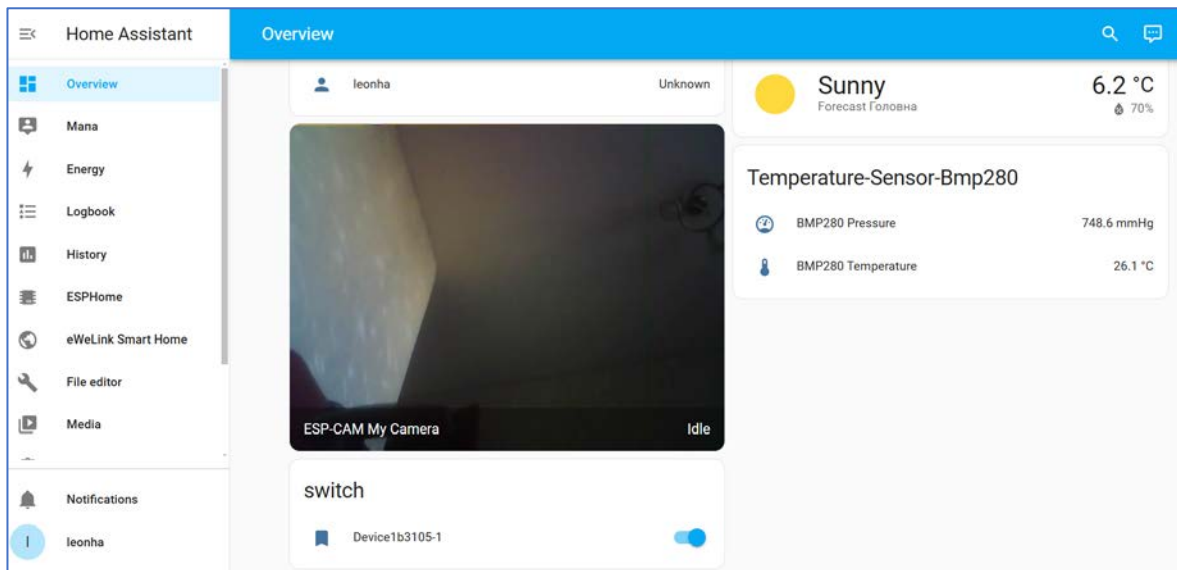 Home Assistant
Overview
Overview
Mana
Energy
Logbook
History
ESPHome
eWeLink Smart Home
File editor
Media
Notifications
l
leonha
leonha Unknown
ESP-CAM My Camera Idle
switch
Device1b3105-1
Sunny 6.2 °C
Forecast Головна 70%
Temperature-Sensor-Bmp280
BMP280 Pressure 748.6 mmHg
BMP280 Temperature 26.1 °C